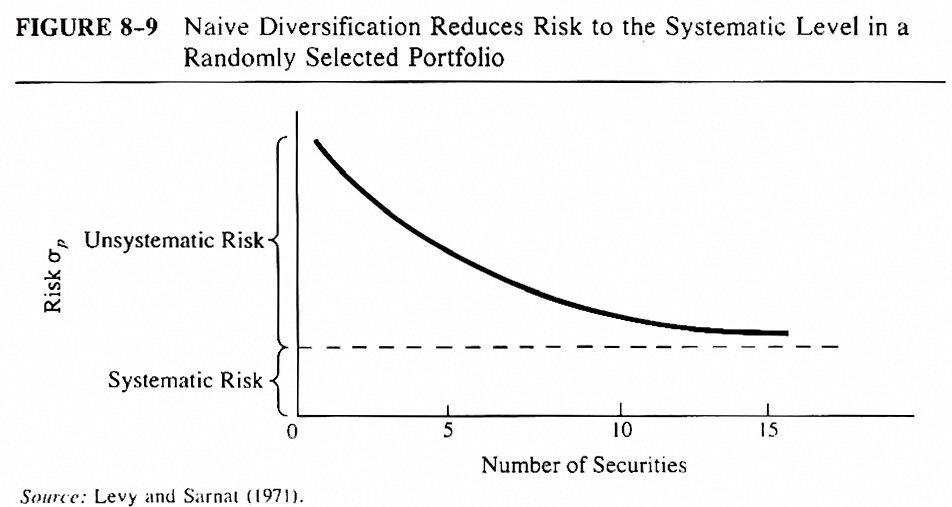 FIGURE 8-9 Naive Diversification Reduces Risk to the Systematic Level in a
Randomly Selected Portfolio
Unsystematic Risk
Risk σp
Systematic Risk
0 5 10 15
Number of Securities
Source: Levy and Sarnat (1971).